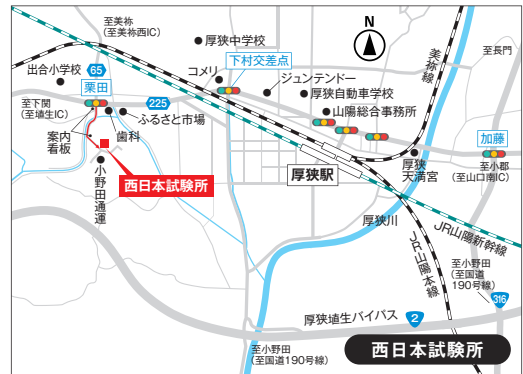 至美祢
(至美祢西IC)
厚狭中学校
N
65
出合小学校
コメリ
下村交差点
ジュンテンドー
美祢線
至長門
栗田
225
厚狭自動車学校
至下関
(至埴生IC)
ふるさと市場
山陽総合事務所
案内
看板
歯科
加藤
厚狭
天満宮
至小郡
(至山口南IC)
西日本試験所
厚狭駅
小野田通運
厚狭川
JR山陽新幹線
JR山陽本線
至小野田
(至国道
190号線)
316
厚狭埴生バイパス
2
至小野田
(至国道190号線)
西日本試験所